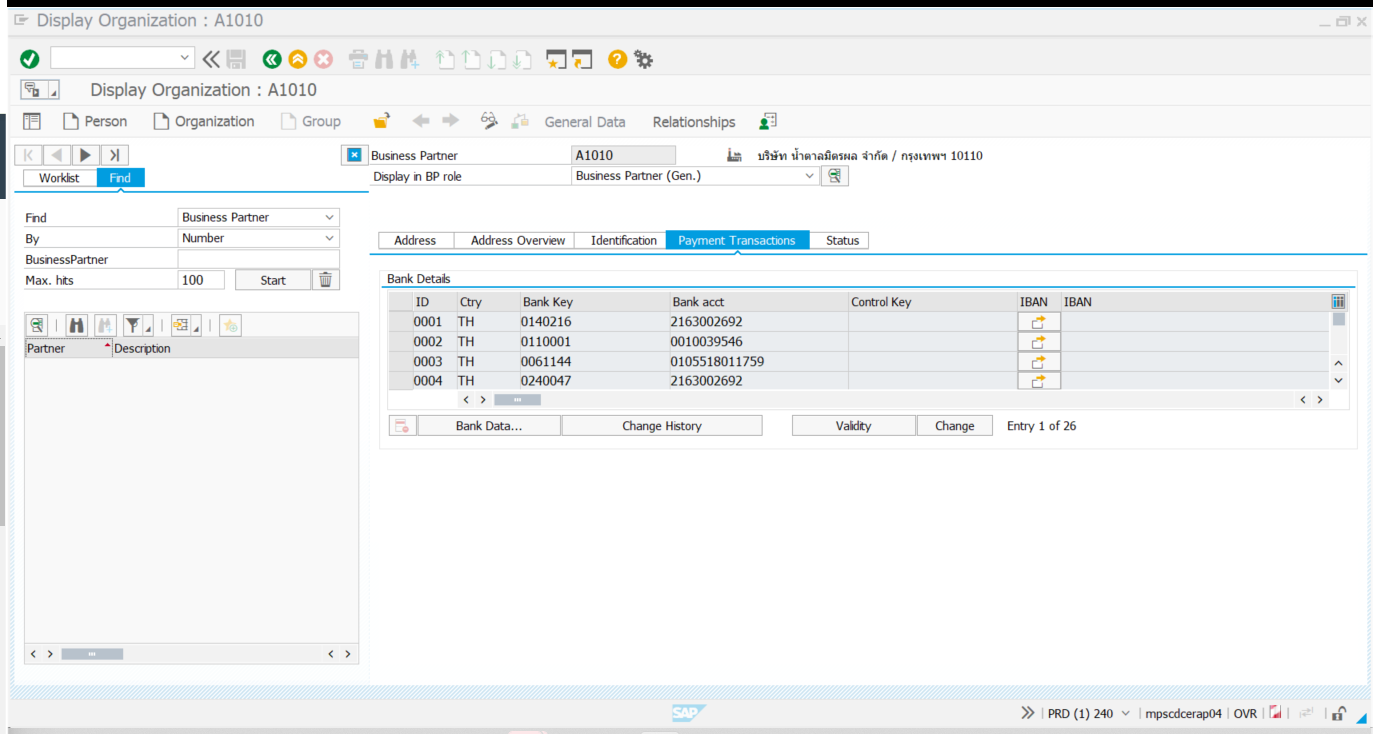 Display Organization : A1010
Display Organization : A1010
Person Organization Group General Data Relationships
Business Partner A1010 บริษัท น้ำตาลมิตรผล จำกัด / กรุงเทพฯ 10110
Worklist Find
Display in BP role Business Partner (Gen.)
Find Business Partner
By Number
BusinessPartner
Max. hits 100 Start
Partner Description
Address Address Overview Identification Payment Transactions Status
Bank Details
ID Ctry Bank Key Bank acct Control Key IBAN IBAN
0001 TH 0140216 2163002692
0002 TH 0110001 0010039546
0003 TH 0061144 0105518011759
0004 TH 0240047 2163002692
Bank Data... Change History Validity Change Entry 1 of 26
SAP
PRD (1) 240 mpscdcerap04 OVR